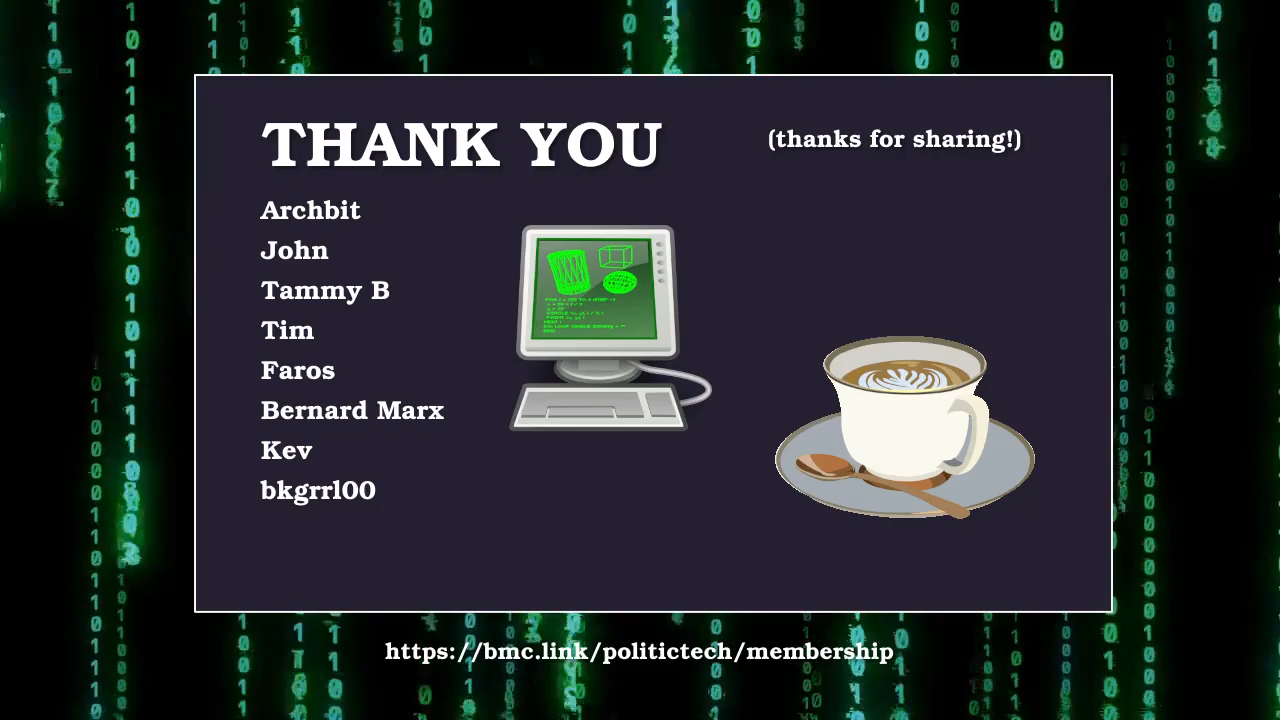 THANK YOU
(thanks for sharing!)
Archbit
John
Tammy B
Tim
Faros
Bernard Marx
Kev
bkgrrl00
https://bmc.link/politictech/membership